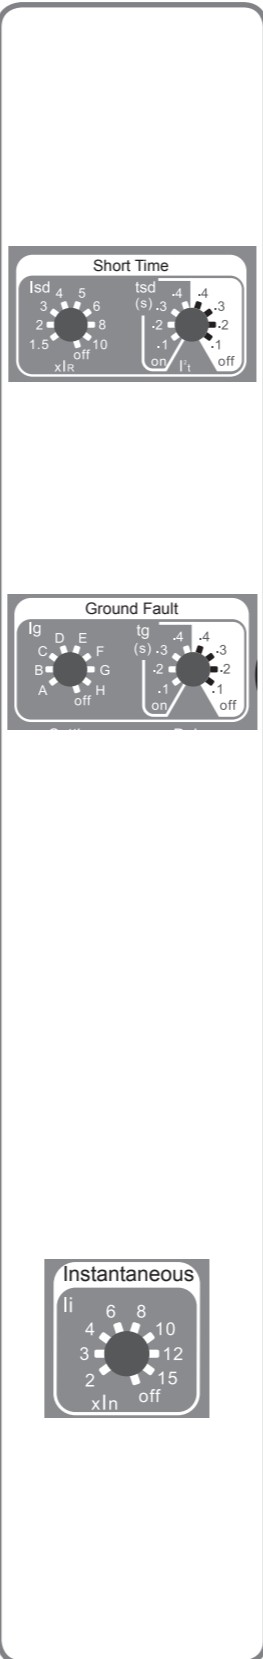 Short Time
Isd tsd
4 5 .4 .4
3 6 (s) .3 .3
2 8 .2 .2
1.5 10 .1 .1
off on I²t off
xIR
Ground Fault
Ig tg
D E .4 .4
C F (s) .3 .3
B G .2 .2
A H .1 .1
off on off
Instantaneous
Ii
6 8
4 10
3 12
2 15
xIn off